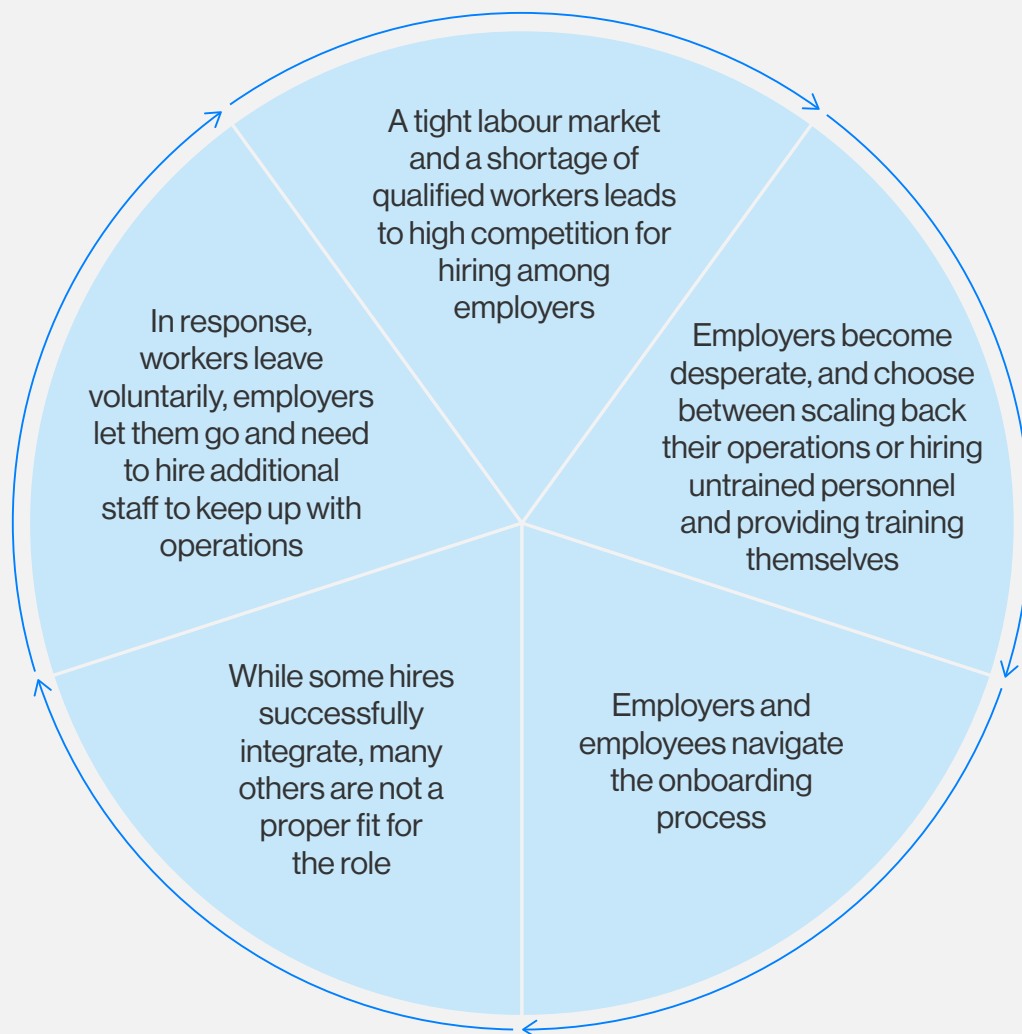 A tight labour market
and a shortage of
qualified workers leads
to high competition for
hiring among
employers
Employers become
desperate, and choose
between scaling back
their operations or hiring
untrained personnel
and providing training
themselves
Employers and
employees navigate
the onboarding
process
While some hires
successfully
integrate, many
others are not a
proper fit for
the role
In response,
workers leave
voluntarily, employers
let them go and need
to hire additional
staff to keep up with
operations